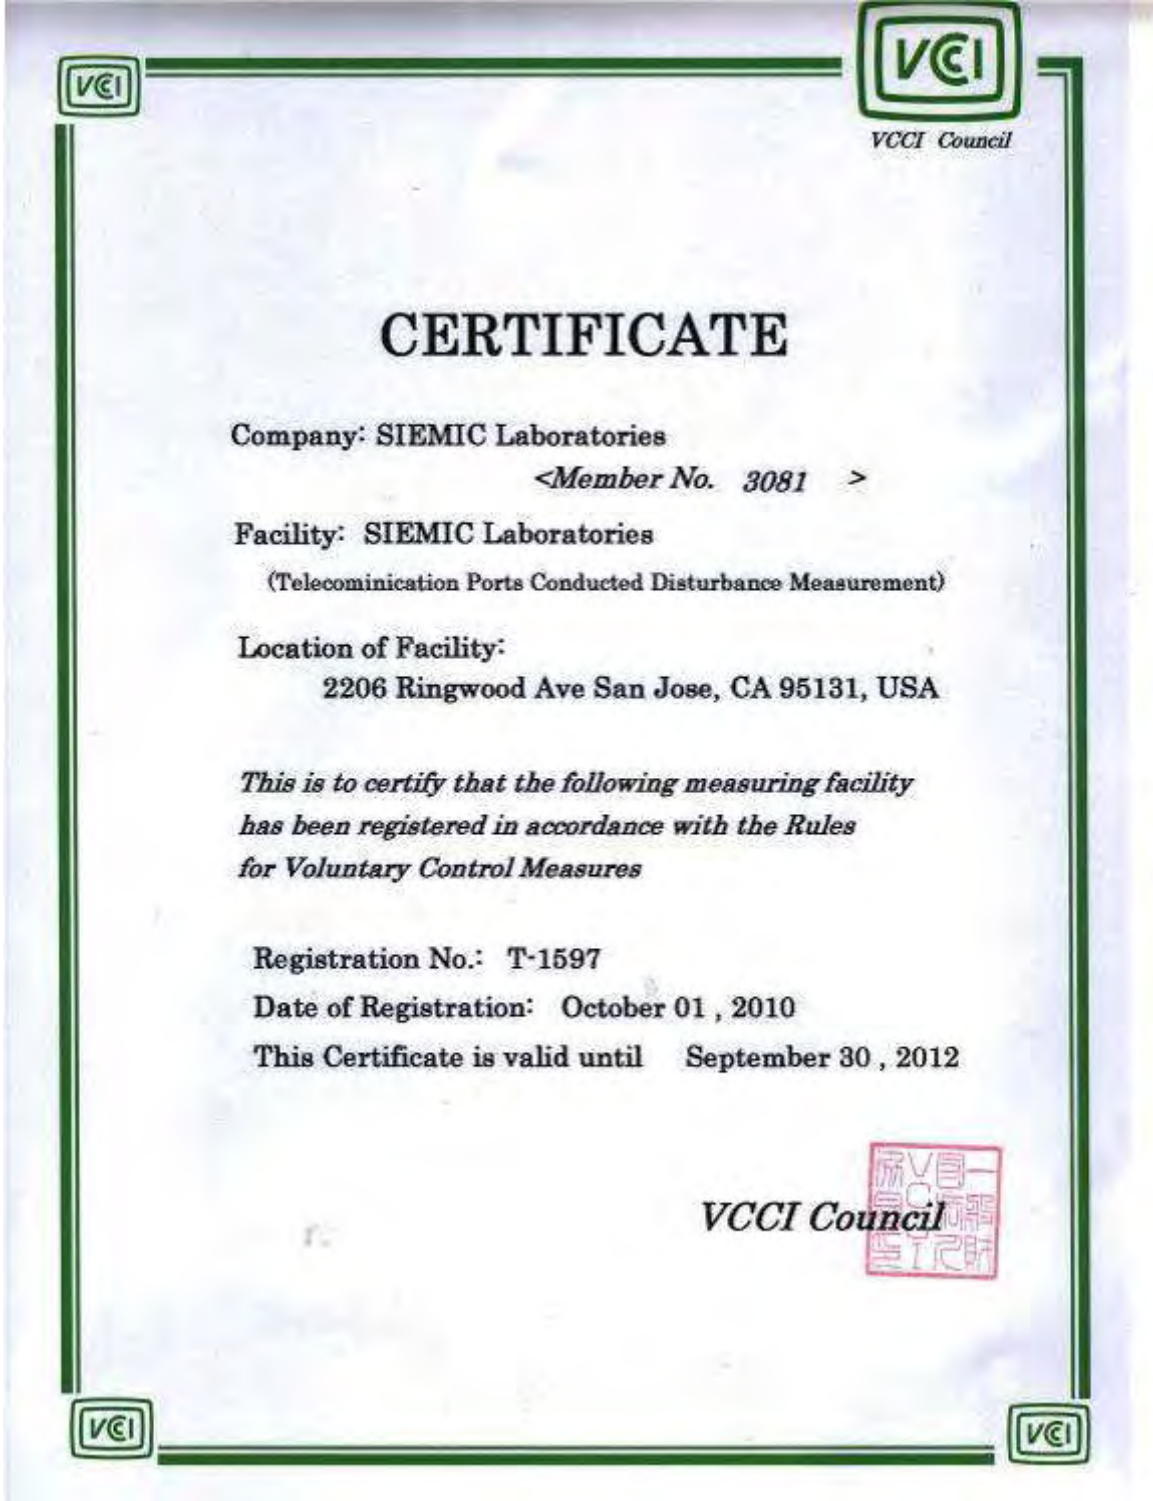 VCCI
VCCI
VCCI Council
CERTIFICATE
Company: SIEMIC Laboratories
<Member No. 3081 >
Facility: SIEMIC Laboratories
(Telecominication Ports Conducted Disturbance Measurement)
Location of Facility:
2206 Ringwood Ave San Jose, CA 95131, USA
This is to certify that the following measuring facility
has been registered in accordance with the Rules
for Voluntary Control Measures
Registration No.: T-1597
Date of Registration: October 01 , 2010
This Certificate is valid until September 30 , 2012
VCCI Council
VCCI
VCCI